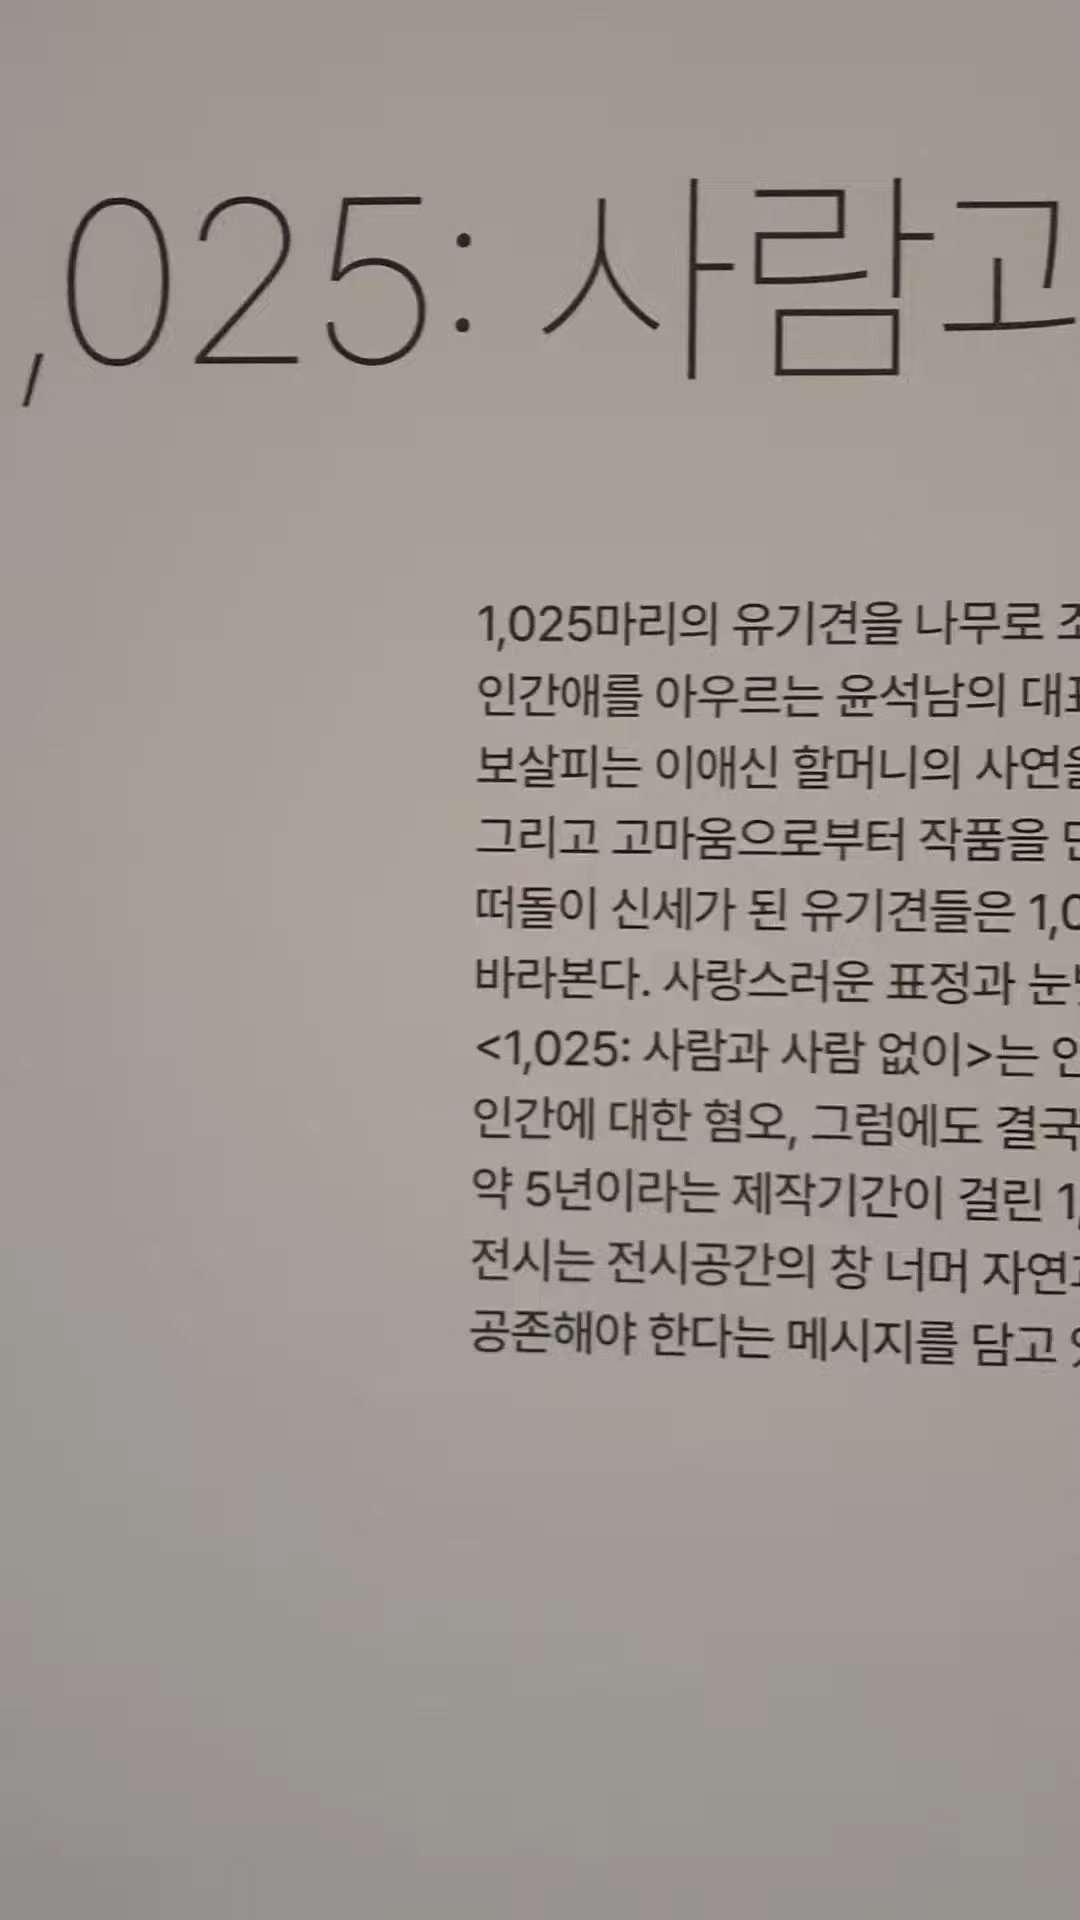 ,025: 사람
1,025마리의 유기견을 나무로
인간애를 아우르는 윤석남의
보살피는 이애신 할머니의
그리고 고마움으로부터 작품을
떠돌이 신세가 된 유기견들은
바라본다. 사랑스러운 표정과
<1,025: 사람과 사람 없이>는
인간에 대한 혐오, 그럼에도 결국
약 5년이라는 제작기간이 걸린
전시는 전시공간의 창 너머
공존해야 한다는 메시지를 담고